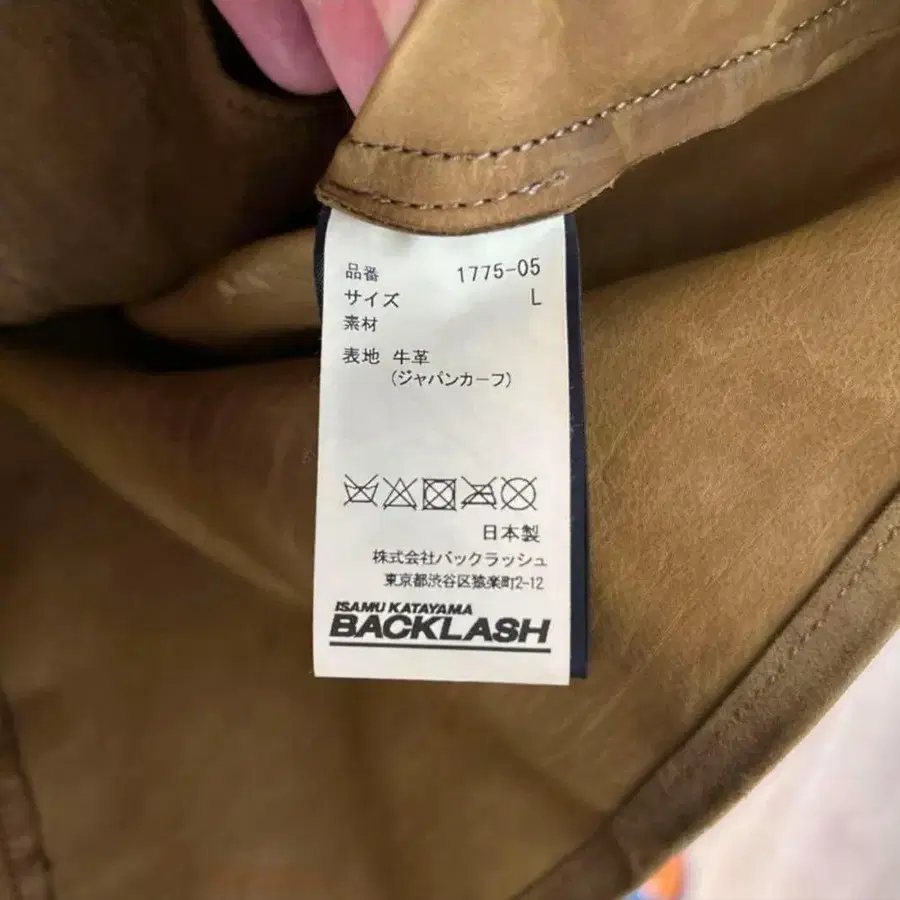 品番 1775-05
サイズ L
素材
表地 牛革
(ジャパンカーフ)
日本製
株式会社バックラッシュ
東京都渋谷区猿楽町2-12
ISAMU KATAYAMA
BACKLASH